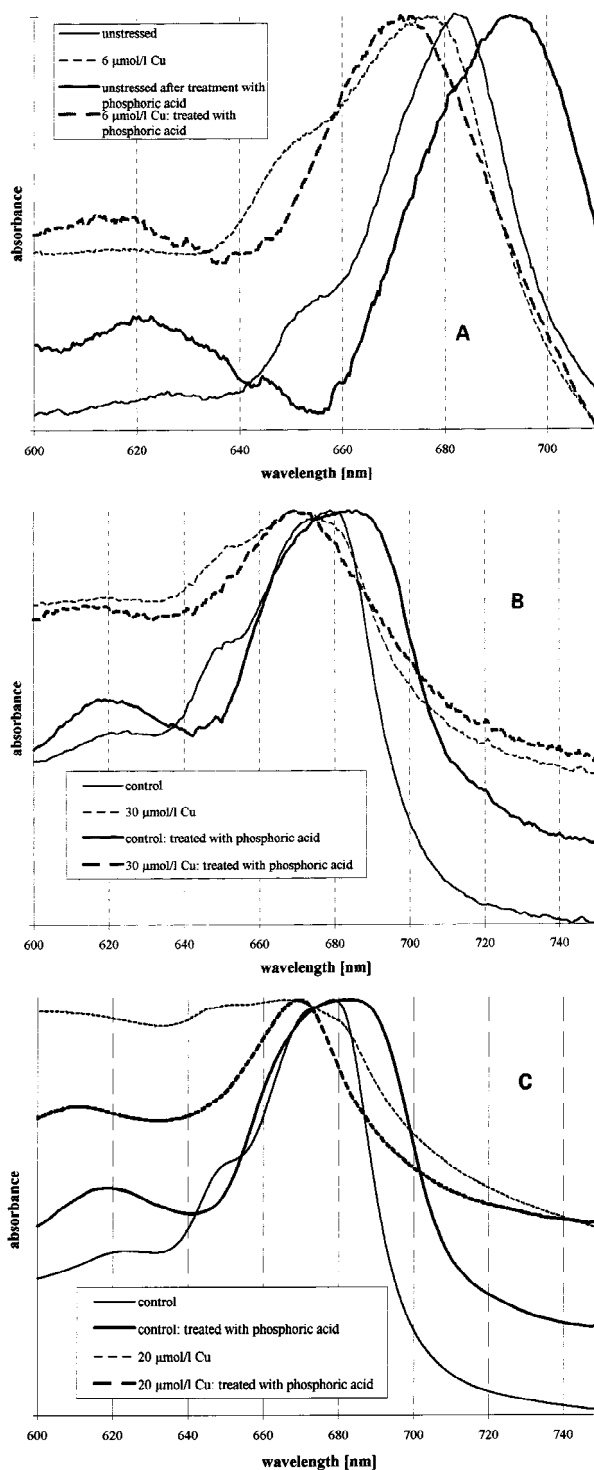 unstressed
6 µmol/l Cu
unstressed after treatment with
phosphoric acid
6 µmol/l Cu: treated with
phosphoric acid
absorbance
A
600 620 640 660 680 700
wavelength [nm]
absorbance
B
control
30 µmol/l Cu
control: treated with phosphoric acid
30 µmol/l Cu: treated with phosphoric acid
600 620 640 660 680 700 720 740
wavelength [nm]
absorbance
C
control
control: treated with phosphoric acid
20 µmol/l Cu
20 µmol/l Cu: treated with phosphoric acid
600 620 640 660 680 700 720 740
wavelength [nm]